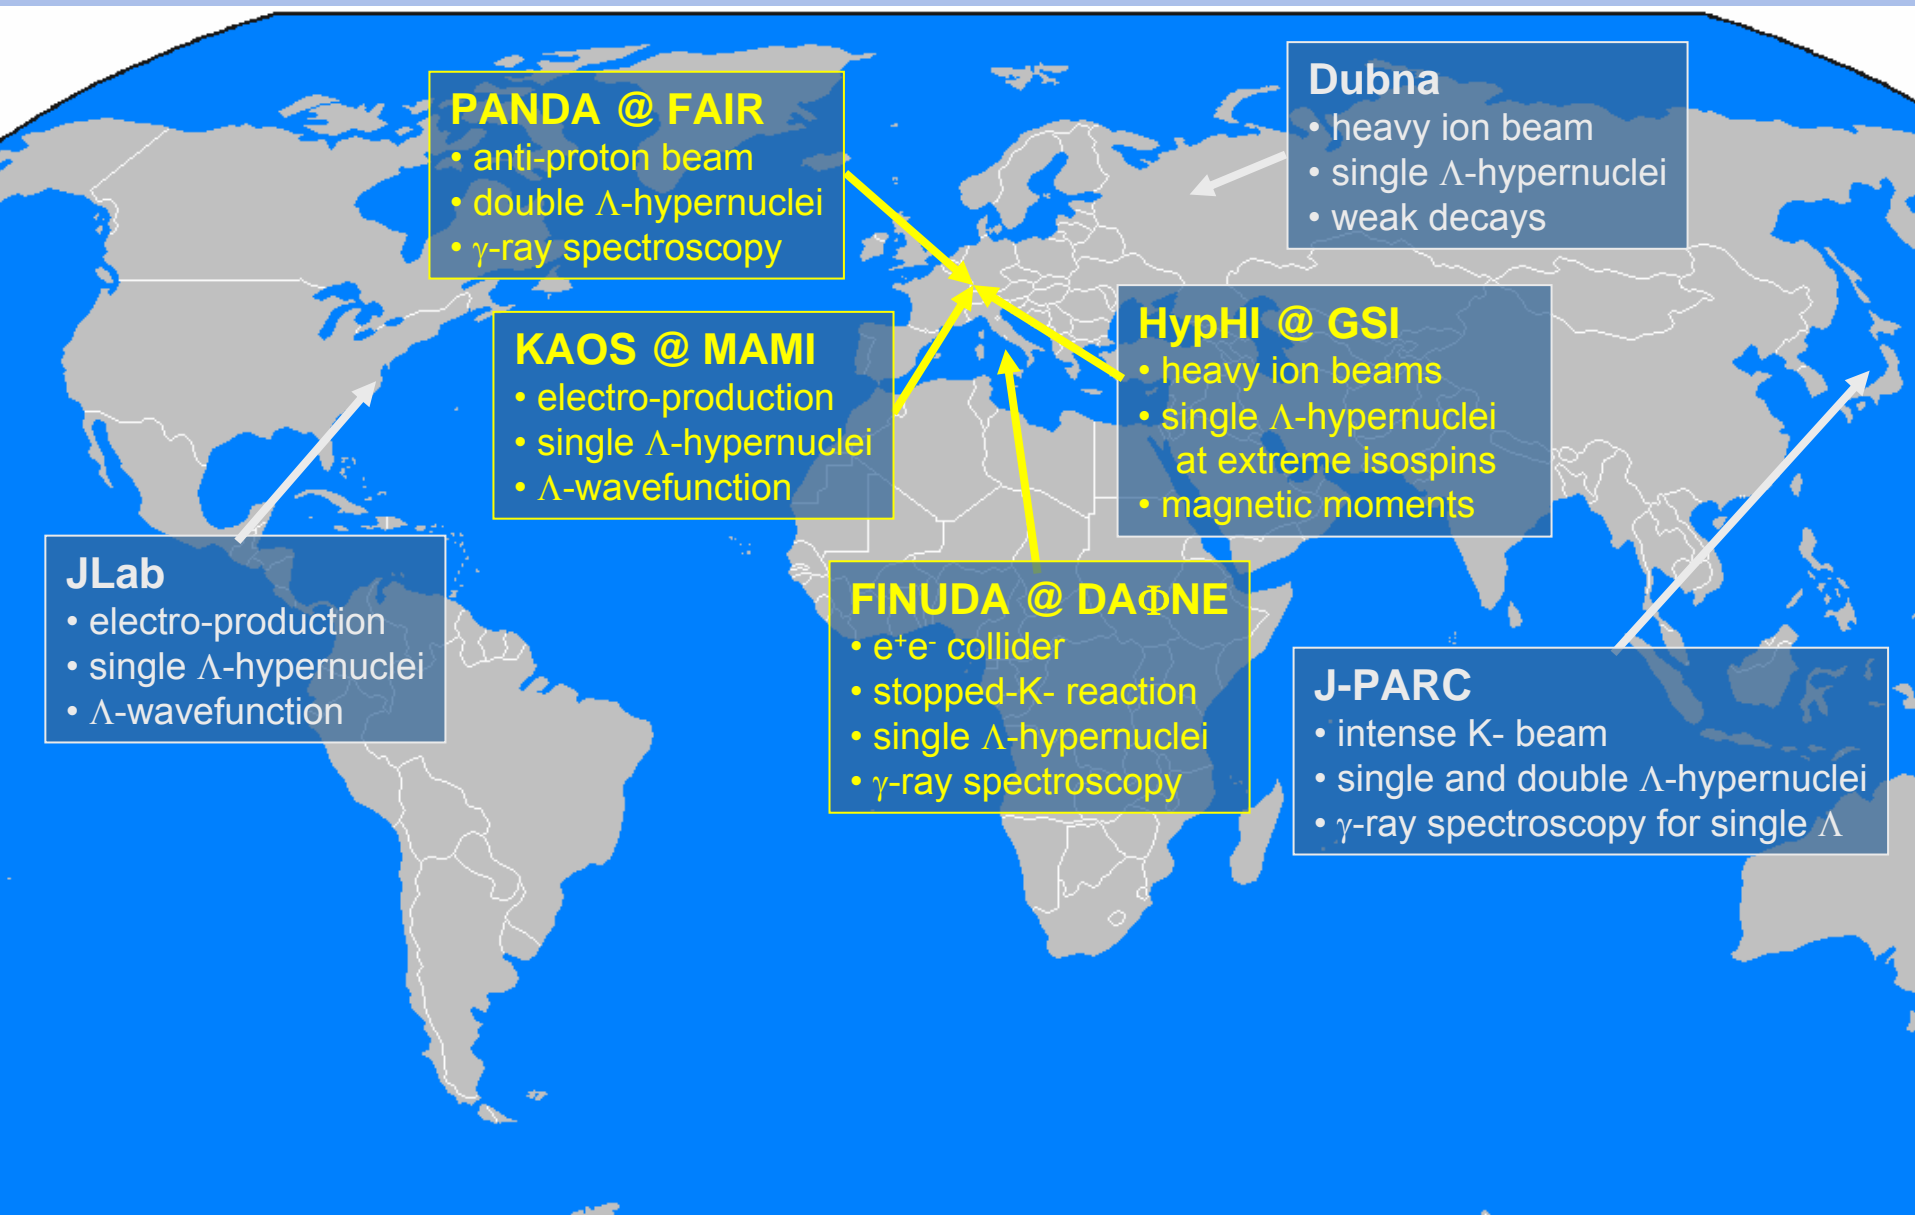 PANDA @ FAIR
• anti-proton beam
• double Λ-hypernuclei
• γ-ray spectroscopy
Dubna
• heavy ion beam
• single Λ-hypernuclei
• weak decays
KAOS @ MAMI
• electro-production
• single Λ-hypernuclei
• Λ-wavefunction
HypHI @ GSI
• heavy ion beams
• single Λ-hypernuclei
at extreme isospins
• magnetic moments
JLab
• electro-production
• single Λ-hypernuclei
• Λ-wavefunction
FINUDA @ DAΦNE
• e⁺e⁻ collider
• stopped-K- reaction
• single Λ-hypernuclei
• γ-ray spectroscopy
J-PARC
• intense K- beam
• single and double Λ-hypernuclei
• γ-ray spectroscopy for single Λ